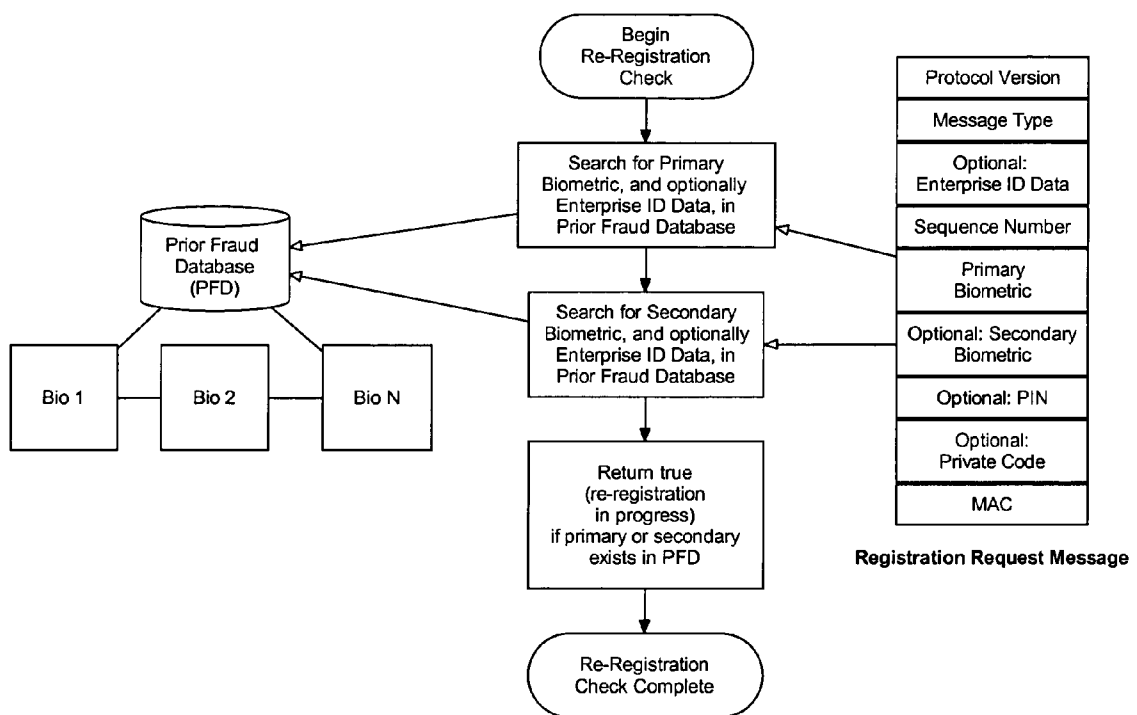 Begin
Re-Registration
Check
Search for Primary
Biometric, and optionally
Enterprise ID Data, in
Prior Fraud Database
Search for Secondary
Biometric, and optionally
Enterprise ID Data, in
Prior Fraud Database
Return true
(re-registration
in progress)
if primary or secondary
exists in PFD
Re-Registration
Check Complete
Prior Fraud
Database
(PFD)
Bio 1
Bio 2
Bio N
Protocol Version
Message Type
Optional:
Enterprise ID Data
Sequence Number
Primary
Biometric
Optional: Secondary
Biometric
Optional: PIN
Optional:
Private Code
MAC
Registration Request Message